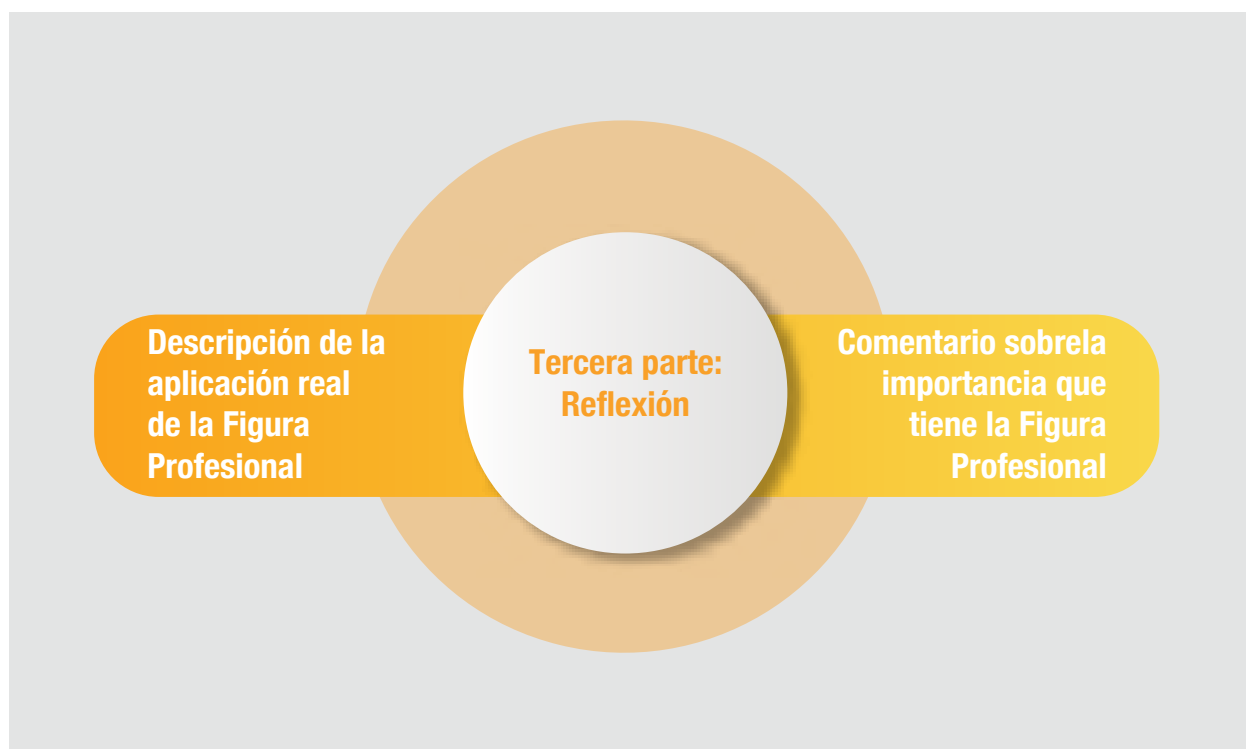 Descripción de la
aplicación real
de la Figura
Profesional
Tercera parte:
Reflexión
Comentario sobrela
importancia que
tiene la Figura
Profesional